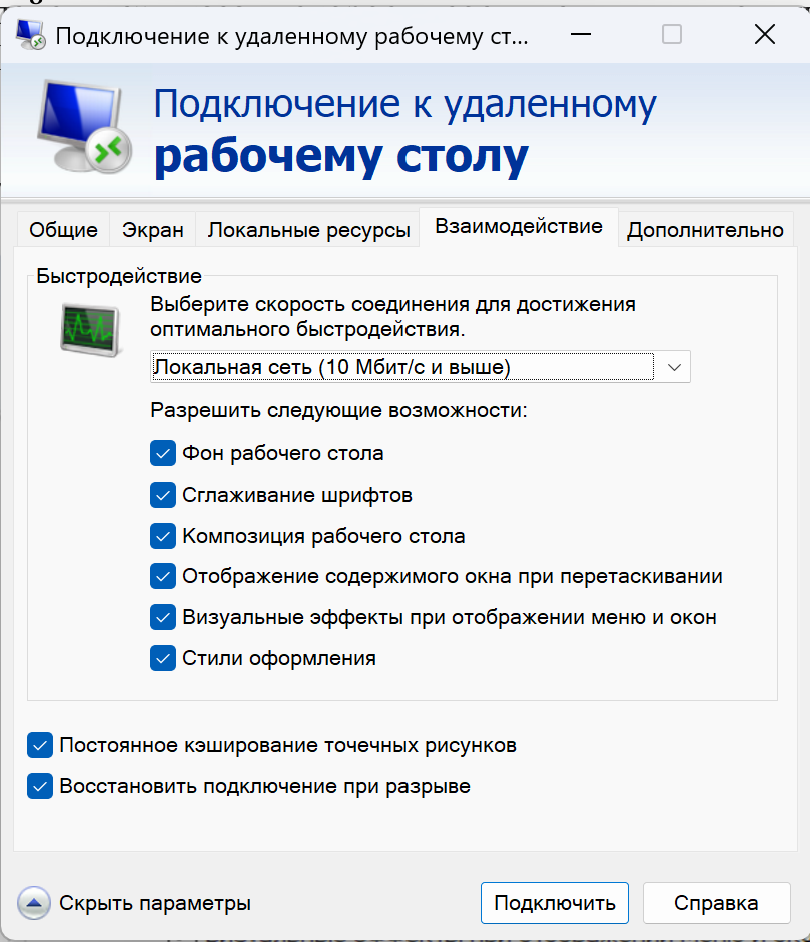 Подключение к удаленному рабочему ст...
Подключение к удаленному
рабочему столу
Общие Экран Локальные ресурсы Взаимодействие Дополнительно
Быстродействие
Выберите скорость соединения для достижения
оптимального быстродействия.
Локальная сеть (10 Мбит/с и выше)
Разрешить следующие возможности:
Фон рабочего стола
Сглаживание шрифтов
Композиция рабочего стола
Отображение содержимого окна при перетаскивании
Визуальные эффекты при отображении меню и окон
Стили оформления
Постоянное кэширование точечных рисунков
Восстановить подключение при разрыве
Скрыть параметры Подключить Справка